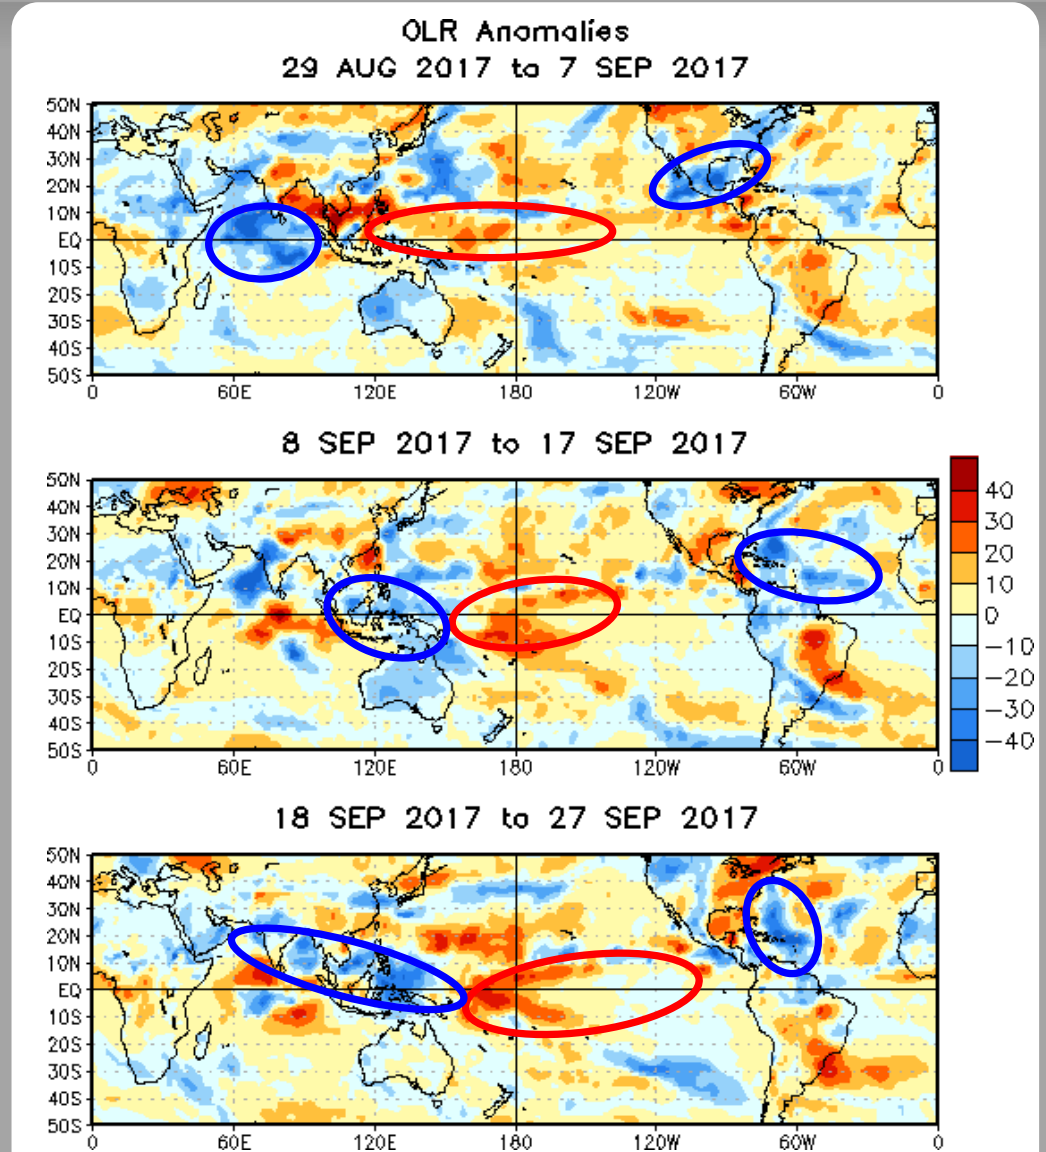 OLR Anomalies
29 AUG 2017 to 7 SEP 2017
50N
40N
30N
20N
10N
EQ
10S
20S
30S
40S
50S
0 60E 120E 180 120W 60W 0
8 SEP 2017 to 17 SEP 2017
50N
40N
30N
20N
10N
EQ
10S
20S
30S
40S
50S
0 60E 120E 180 120W 60W 0
40
30
20
10
0
-10
-20
-30
-40
18 SEP 2017 to 27 SEP 2017
50N
40N
30N
20N
10N
EQ
10S
20S
30S
40S
50S
0 60E 120E 180 120W 60W 0